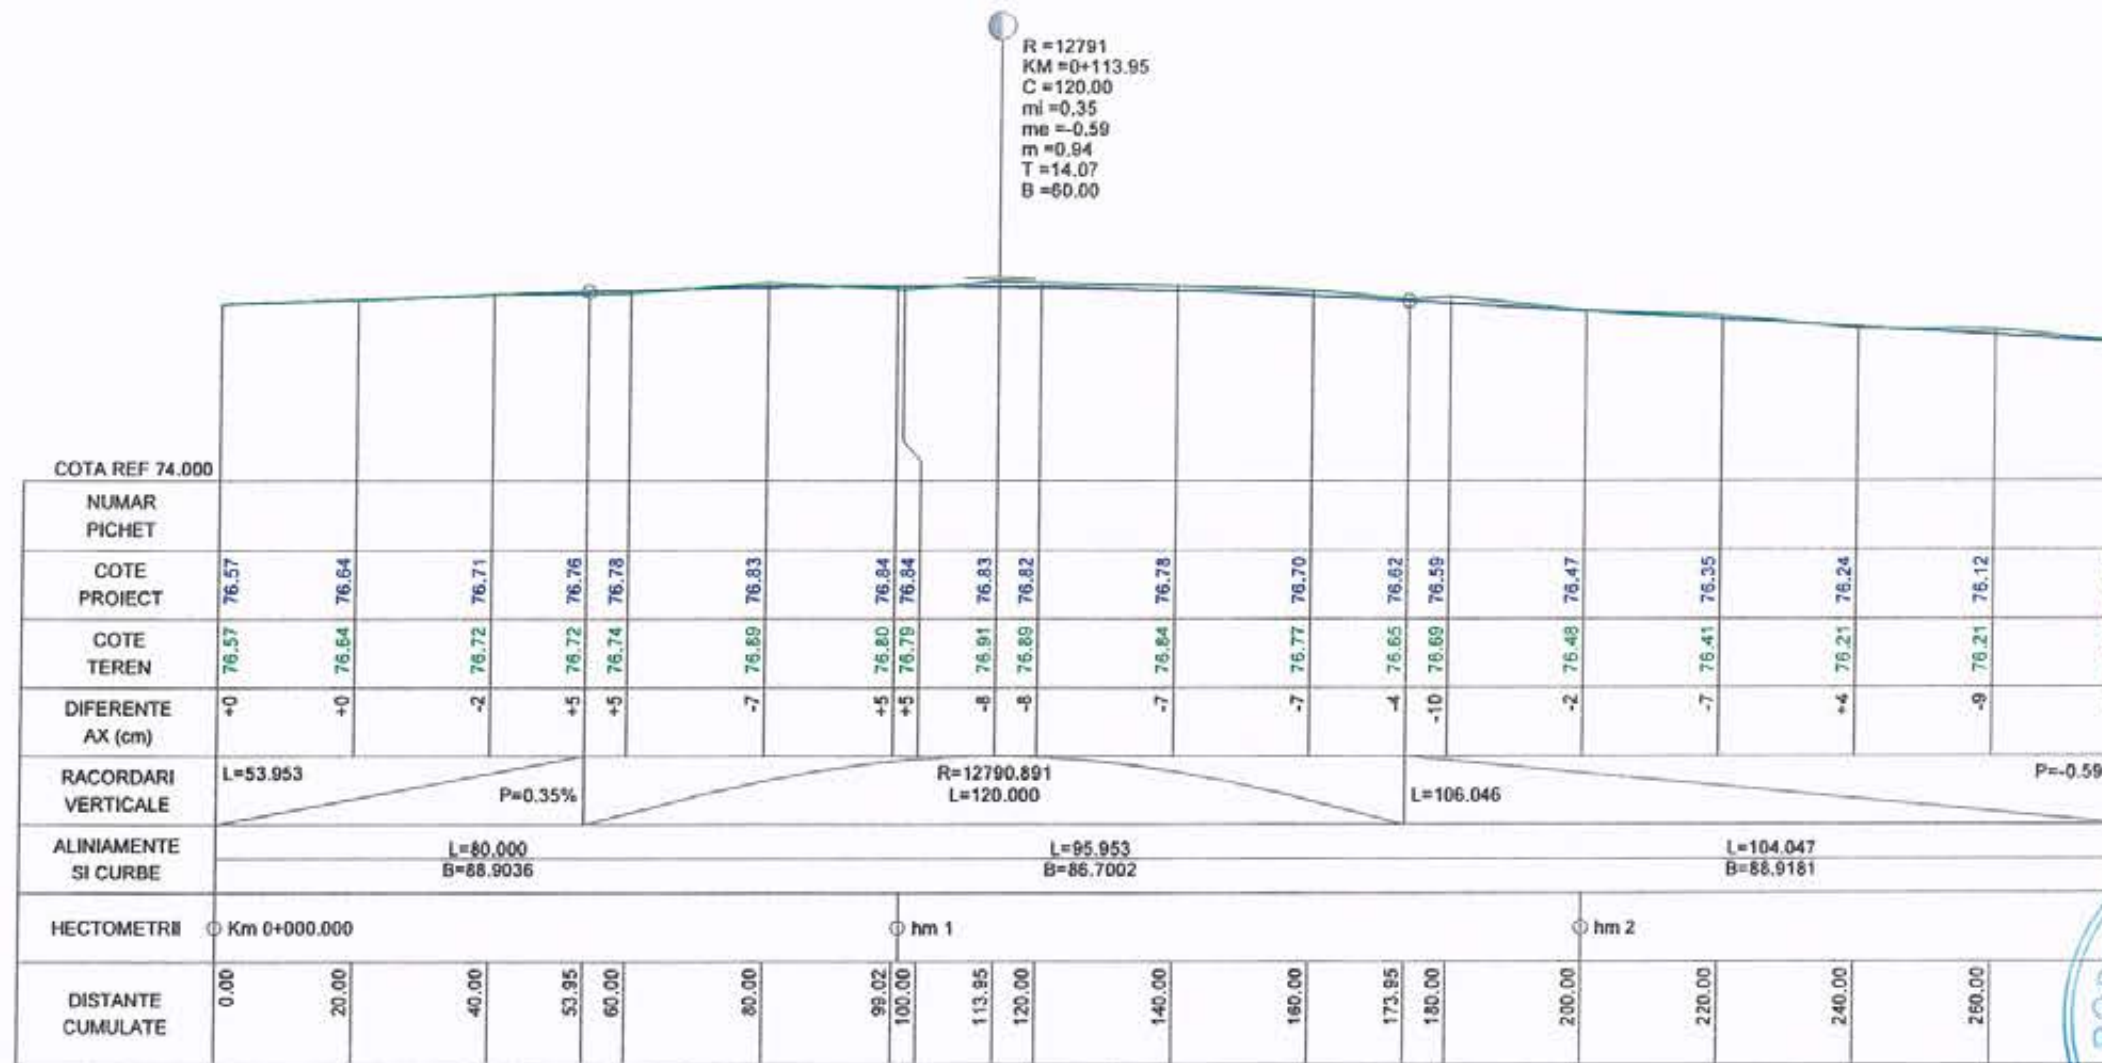 R =12791
KM =0+113.95
C =120.00
mi =0.35
me =-0.59
m =0.94
T =14.07
B =60.00
COTA REF 74.000
NUMAR
PICHET
COTE
PROIECT
76.57 76.64 76.71 76.76 76.78 76.83 76.84 76.84 76.83 76.82 76.78 76.70 76.62 76.59 76.47 76.35 76.24 76.12
COTE
TEREN
76.57 76.64 76.72 76.72 76.74 76.89 76.80 76.79 76.91 76.89 76.84 76.77 76.65 76.69 76.48 76.41 76.21 76.21
DIFERENTE
AX (cm)
+0 +0 -2 +5 +5 -7 +5 +5 -8 -8 -7 -7 -4 -10 -2 -7 +4 -9
RACORDARI
VERTICALE
L=53.953
P=0.35%
R=12790.891
L=120.000
L=106.046
P=-0.59
ALINIAMENTE
SI CURBE
L=80.000
B=88.9036
L=95.953
B=86.7002
L=104.047
B=88.9181
HECTOMETRII
Km 0+000.000
hm 1
hm 2
DISTANTE
CUMULATE
0.00 20.00 40.00 53.95 60.00 80.00 99.02 100.00 113.95 120.00 140.00 160.00 173.95 180.00 200.00 220.00 240.00 260.00